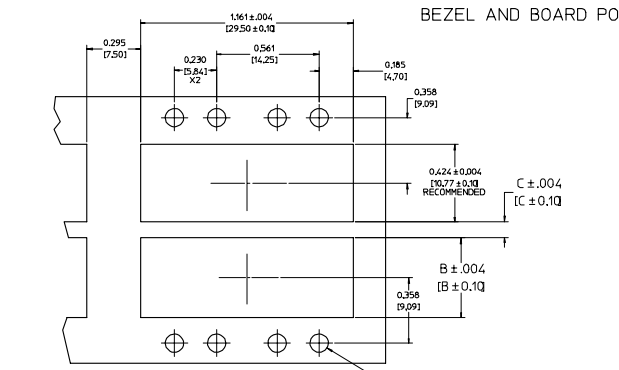 BEZEL AND BOARD PO
1.161±.004
[29.50±0.10]
0.295
[7.50]
0.561
[14.25]
0.230
[5.84]
X2
0.185
[4.70]
0.358
[9.09]
0.424±0.004
[10.77±0.10]
RECOMMENDED
C±.004
[C±0.10]
B±.004
[B±0.10]
0.358
[9.09]